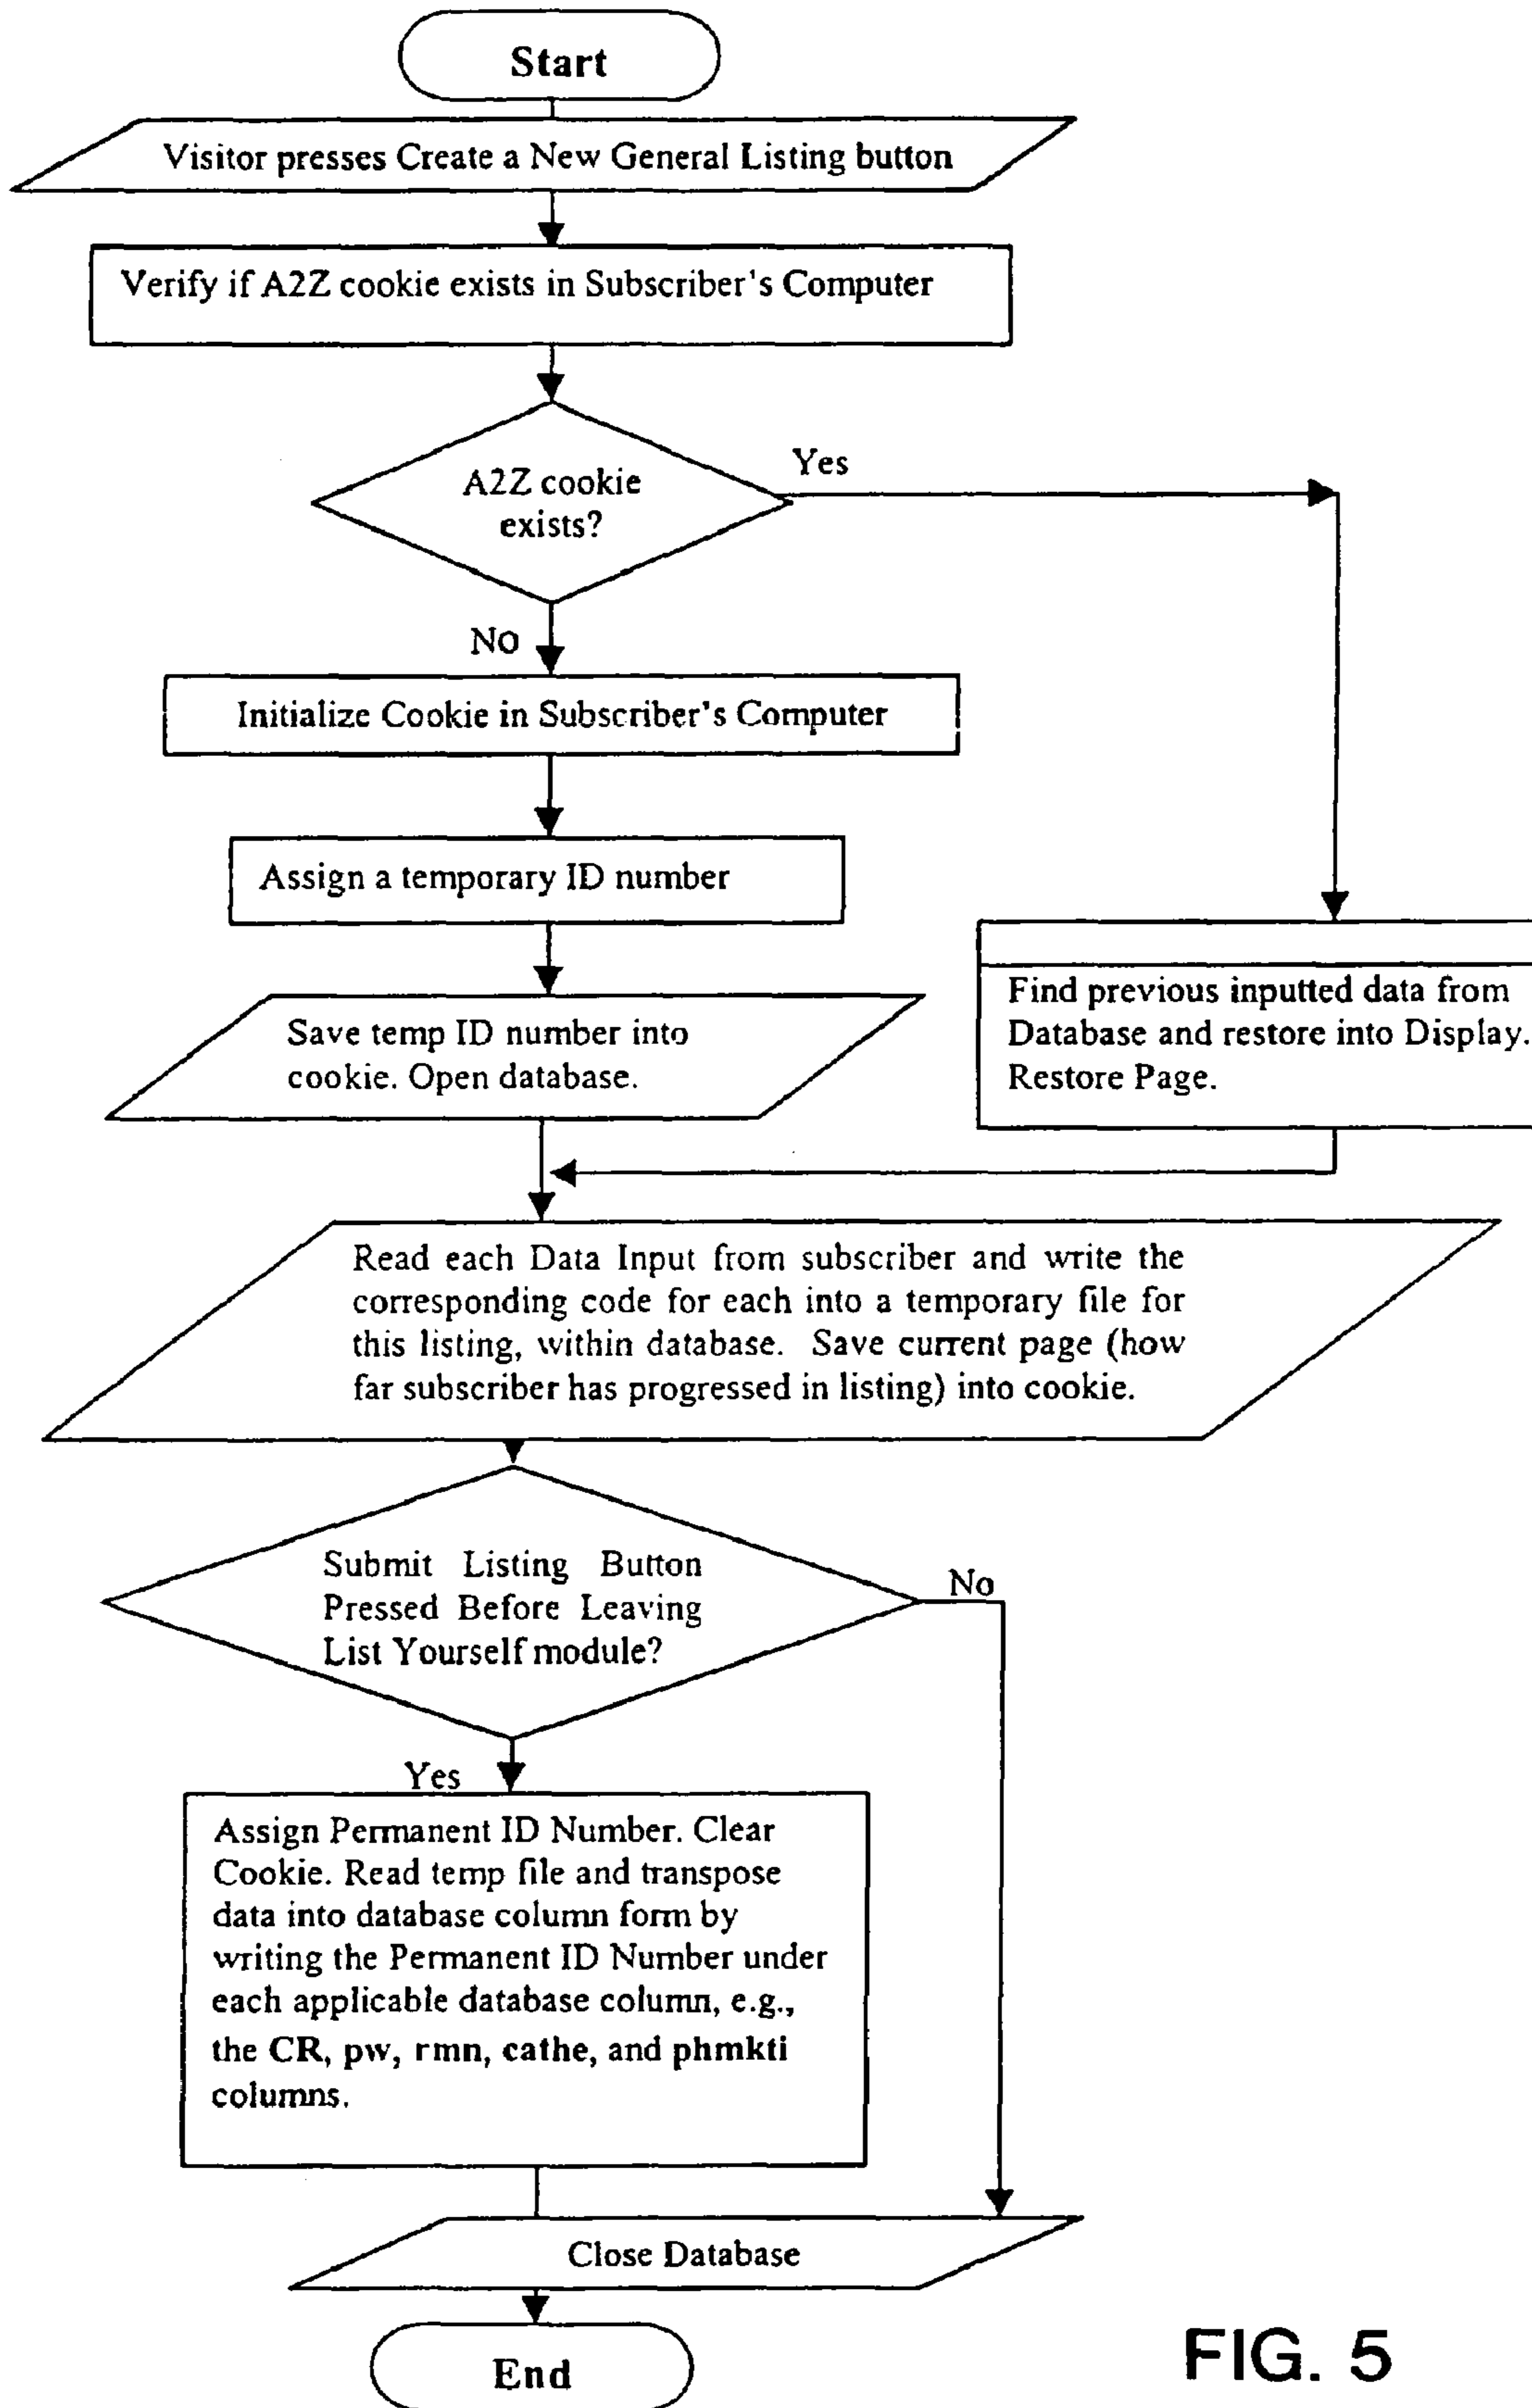 Start
Visitor presses Create a New General Listing button
Verify if A2Z cookie exists in Subscriber's Computer
A2Z cookie
exists?
Yes
No
Initialize Cookie in Subscriber's Computer
Assign a temporary ID number
Save temp ID number into
cookie. Open database.
Find previous inputted data from
Database and restore into Display.
Restore Page.
Read each Data Input from subscriber and write the
corresponding code for each into a temporary file for
this listing, within database. Save current page (how
far subscriber has progressed in listing) into cookie.
Submit Listing Button
Pressed Before Leaving
List Yourself module?
No
Yes
Assign Permanent ID Number. Clear
Cookie. Read temp file and transpose
data into database column form by
writing the Permanent ID Number under
each applicable database column, e.g.,
the CR, pw, rmn, cathe, and phmkti
columns.
Close Database
End
FIG. 5